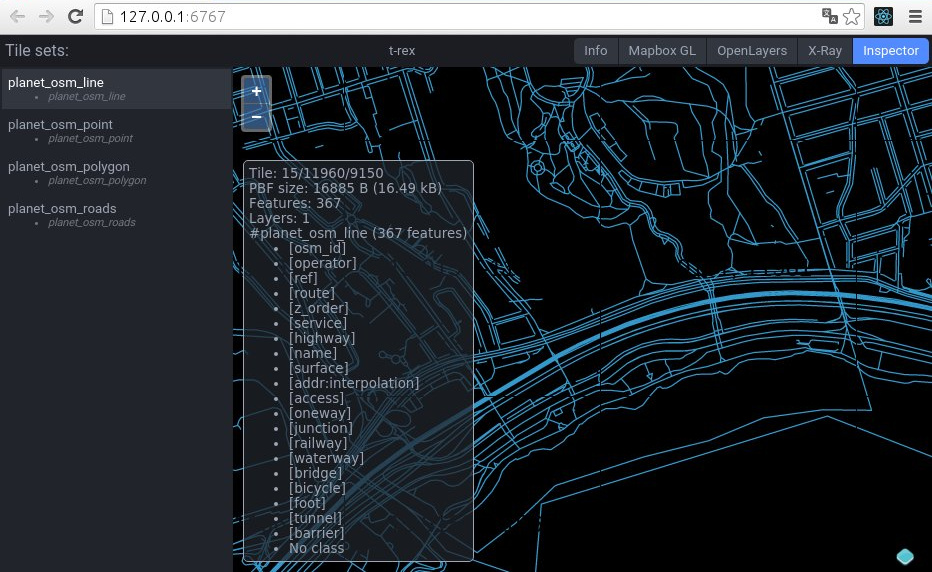 127.0.0.1:6767
Tile sets:
t-rex
Info
Mapbox GL
OpenLayers
X-Ray
Inspector
planet_osm_line
planet_osm_line
planet_osm_point
planet_osm_point
planet_osm_polygon
planet_osm_polygon
planet_osm_roads
planet_osm_roads
+
−
Tile: 15/11960/9150
PBF size: 16885 B (16.49 kB)
Features: 367
Layers: 1
#planet_osm_line (367 features)
[osm_id]
[operator]
[ref]
[route]
[z_order]
[service]
[highway]
[name]
[surface]
[addr:interpolation]
[access]
[oneway]
[junction]
[railway]
[waterway]
[bridge]
[bicycle]
[foot]
[tunnel]
[barrier]
No class